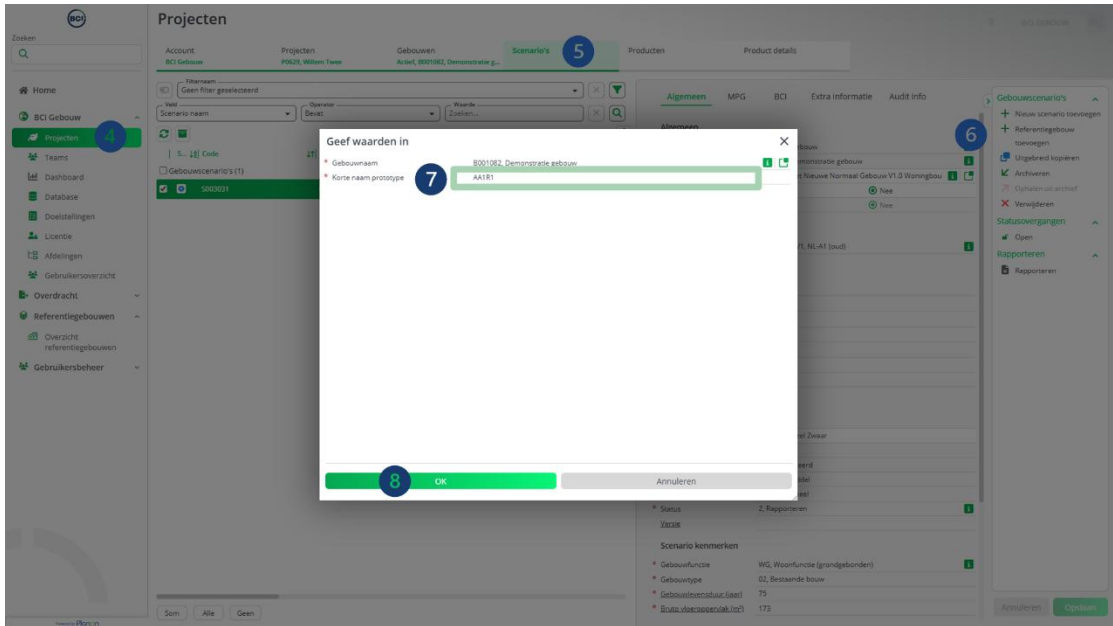 BCI
Projecten
Zoeken
Account
BCI Gebouw
Projecten
P0629, Willem Twee
Gebouwen
Actief, B001082, Demonstratie g...
Scenario's
5
Producten
Product details
Home
BCI Gebouw
Projecten
4
Teams
Dashboard
Database
Doelstellingen
Licentie
Afdelingen
Gebruikersoverzicht
Overdracht
Referentiegebouwen
Overzicht
referentiegebouwen
Gebruikersbeheer
Filternaam
Geen filter geselecteerd
Veld
Scenario naam
Operator
Bevat
Waarde
Zoeken...
S...
Code
Gebouwscenario's (1)
S003031
Som
Alle
Geen
Geef waarden in
* Gebouwnaam
B001082, Demonstratie gebouw
* Korte naam prototype
7
AA1R1
8
OK
Annuleren
Algemeen
MPG
BCI
Extra informatie
Audit info
Algemeen
Nee
Nee
* Status
2, Rapporteren
Versie
Scenario kenmerken
* Gebouwfunctie
WG, Woonfunctie (grondgebonden)
* Gebouwtype
02, Bestaande bouw
* Gebouwlevensduur (jaar)
75
* Bruto vloeroppervlak (m²)
173
6
Gebouwscenario's
Nieuw scenario toevoegen
Referentiegebouw
toevoegen
Uitgebreid kopiëren
Archiveren
Ophalen uit archief
Verwijderen
Statusovergangen
Open
Rapporteren
Rapporteren
Annuleren
Opslaan